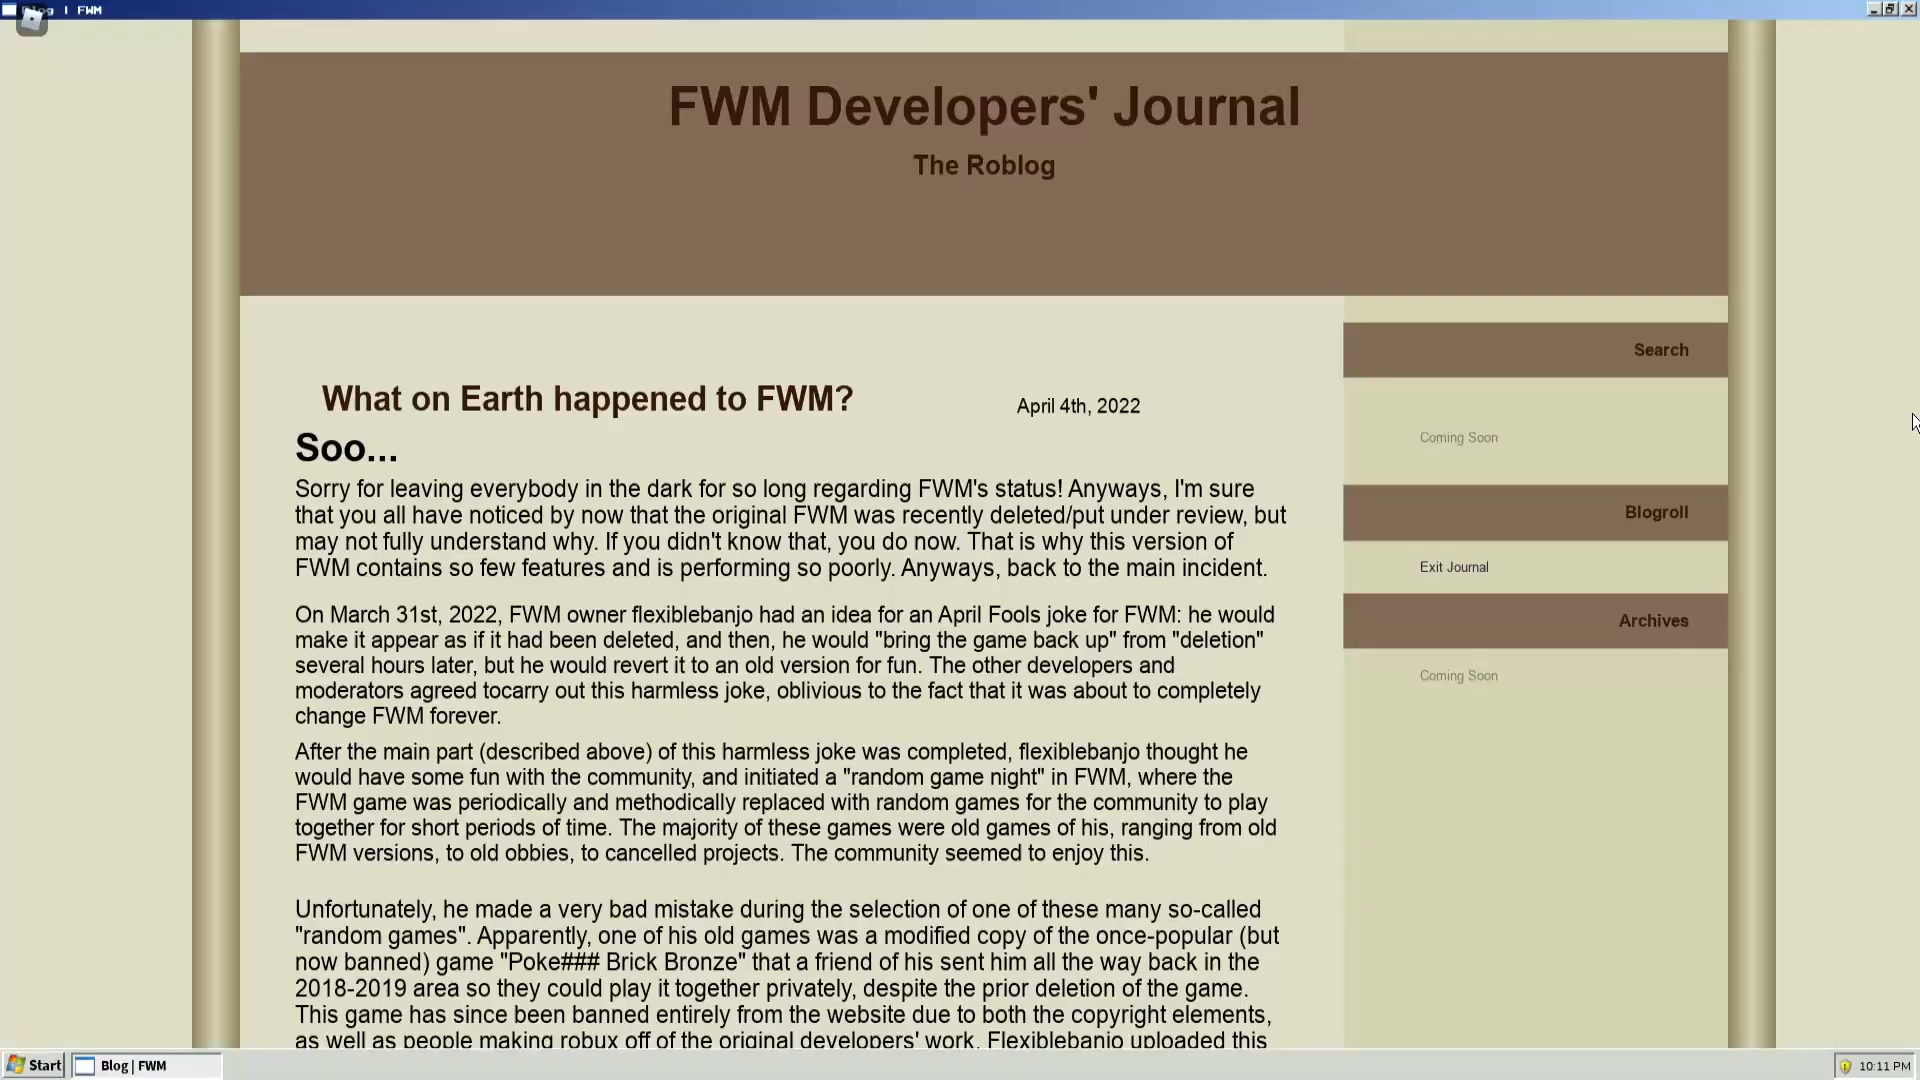 Blog | FWM
FWM Developers' Journal
The Roblog
What on Earth happened to FWM?
April 4th, 2022
Soo...
Sorry for leaving everybody in the dark for so long regarding FWM's status! Anyways, I'm sure
that you all have noticed by now that the original FWM was recently deleted/put under review, but
may not fully understand why. If you didn't know that, you do now. That is why this version of
FWM contains so few features and is performing so poorly. Anyways, back to the main incident.
On March 31st, 2022, FWM owner flexiblebanjo had an idea for an April Fools joke for FWM: he would
make it appear as if it had been deleted, and then, he would "bring the game back up" from "deletion"
several hours later, but he would revert it to an old version for fun. The other developers and
moderators agreed tocarry out this harmless joke, oblivious to the fact that it was about to completely
change FWM forever.
After the main part (described above) of this harmless joke was completed, flexiblebanjo thought he
would have some fun with the community, and initiated a "random game night" in FWM, where the
FWM game was periodically and methodically replaced with random games for the community to play
together for short periods of time. The majority of these games were old games of his, ranging from old
FWM versions, to old obbies, to cancelled projects. The community seemed to enjoy this.
Unfortunately, he made a very bad mistake during the selection of one of these many so-called
"random games". Apparently, one of his old games was a modified copy of the once-popular (but
now banned) game "Poke### Brick Bronze" that a friend of his sent him all the way back in the
2018-2019 area so they could play it together privately, despite the prior deletion of the game.
This game has since been banned entirely from the website due to both the copyright elements,
as well as people making robux off of the original developers' work. Flexiblebanjo uploaded this
Search
Coming Soon
Blogroll
Exit Journal
Archives
Coming Soon
Start
Blog | FWM
10:11 PM